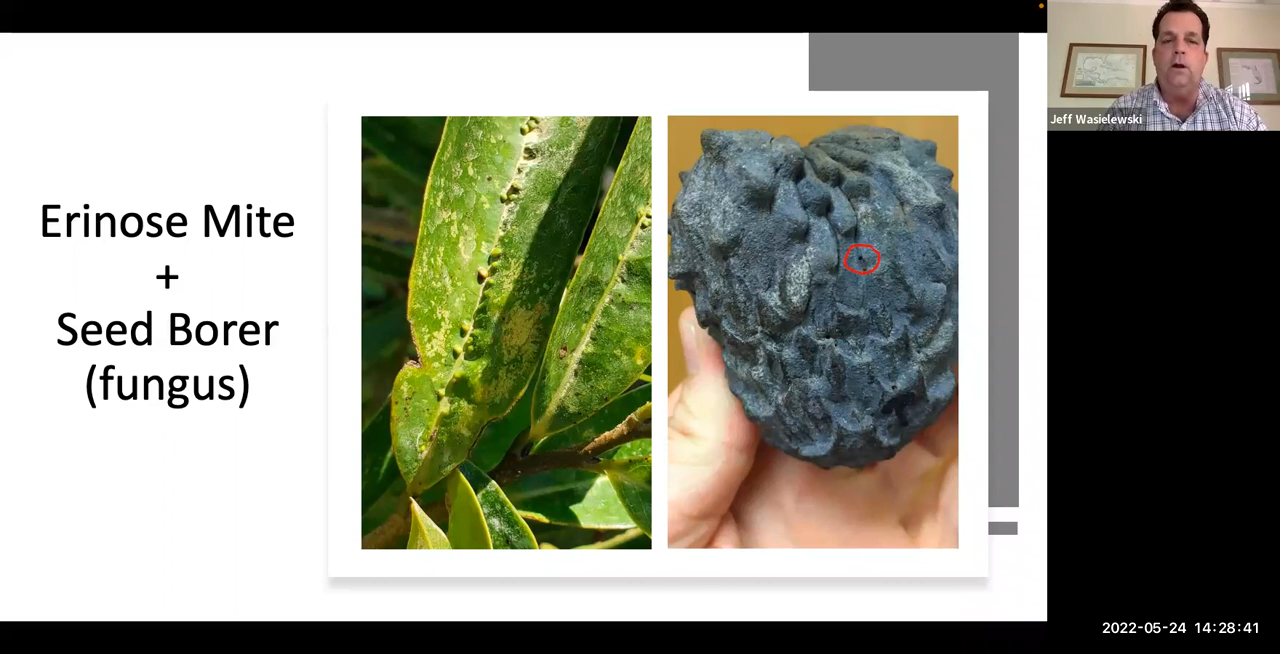 Erinose Mite
+
Seed Borer
(fungus)
Jeff Wasielewski
2022-05-24 14:28:41